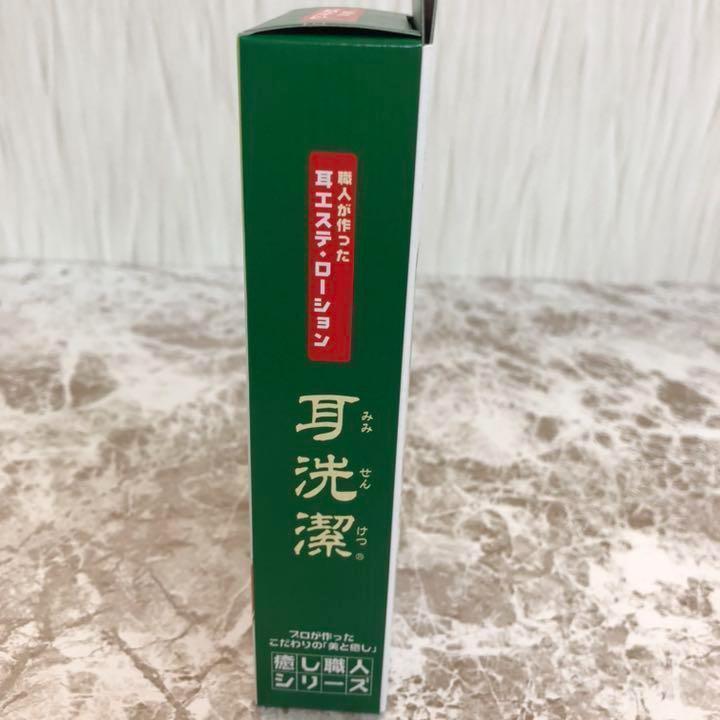 職人が作った
耳エステ・ローション
耳洗潔
みみ
せん
けつ®
プロが作った
こだわりの「美と癒し」
癒し職人
シリーズ